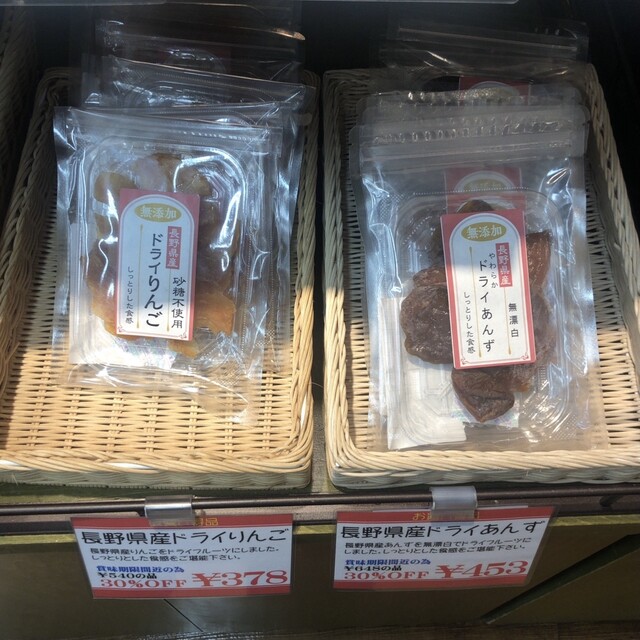 無添加
長野県産
ドライりんご
砂糖不使用
しっとりした食感
無添加
長野県産
やわらか
ドライあんず
無漂白
しっとりした食感
長野県産ドライりんご
長野県産りんごをドライフルーツにしました。
しっとりとした食感をご堪能下さい。
賞味期限間近の為
¥540の品
30%OFF ¥378
長野県産ドライあんず
長野県産あんずを無漂白でドライフルーツに
しました。しっとりとした食感をご堪能下さい。
賞味期限間近の為
¥648の品
30%OFF ¥453